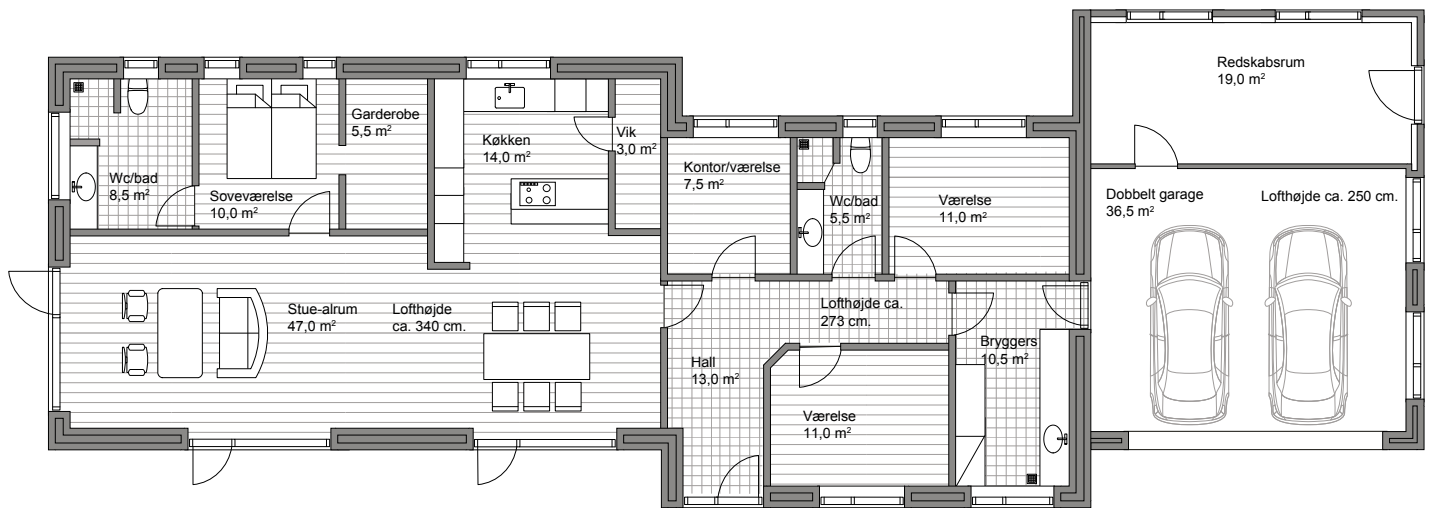 Wc/bad
8,5 m²
Soveværelse
10,0 m²
Garderobe
5,5 m²
Køkken
14,0 m²
Vik
3,0 m²
Kontor/værelse
7,5 m²
Wc/bad
5,5 m²
Værelse
11,0 m²
Redskabsrum
19,0 m²
Dobbelt garage
36,5 m²
Lofthøjde ca. 250 cm.
Stue-alrum
47,0 m²
Lofthøjde
ca. 340 cm.
Hall
13,0 m²
Lofthøjde ca.
273 cm.
Værelse
11,0 m²
Bryggers
10,5 m²